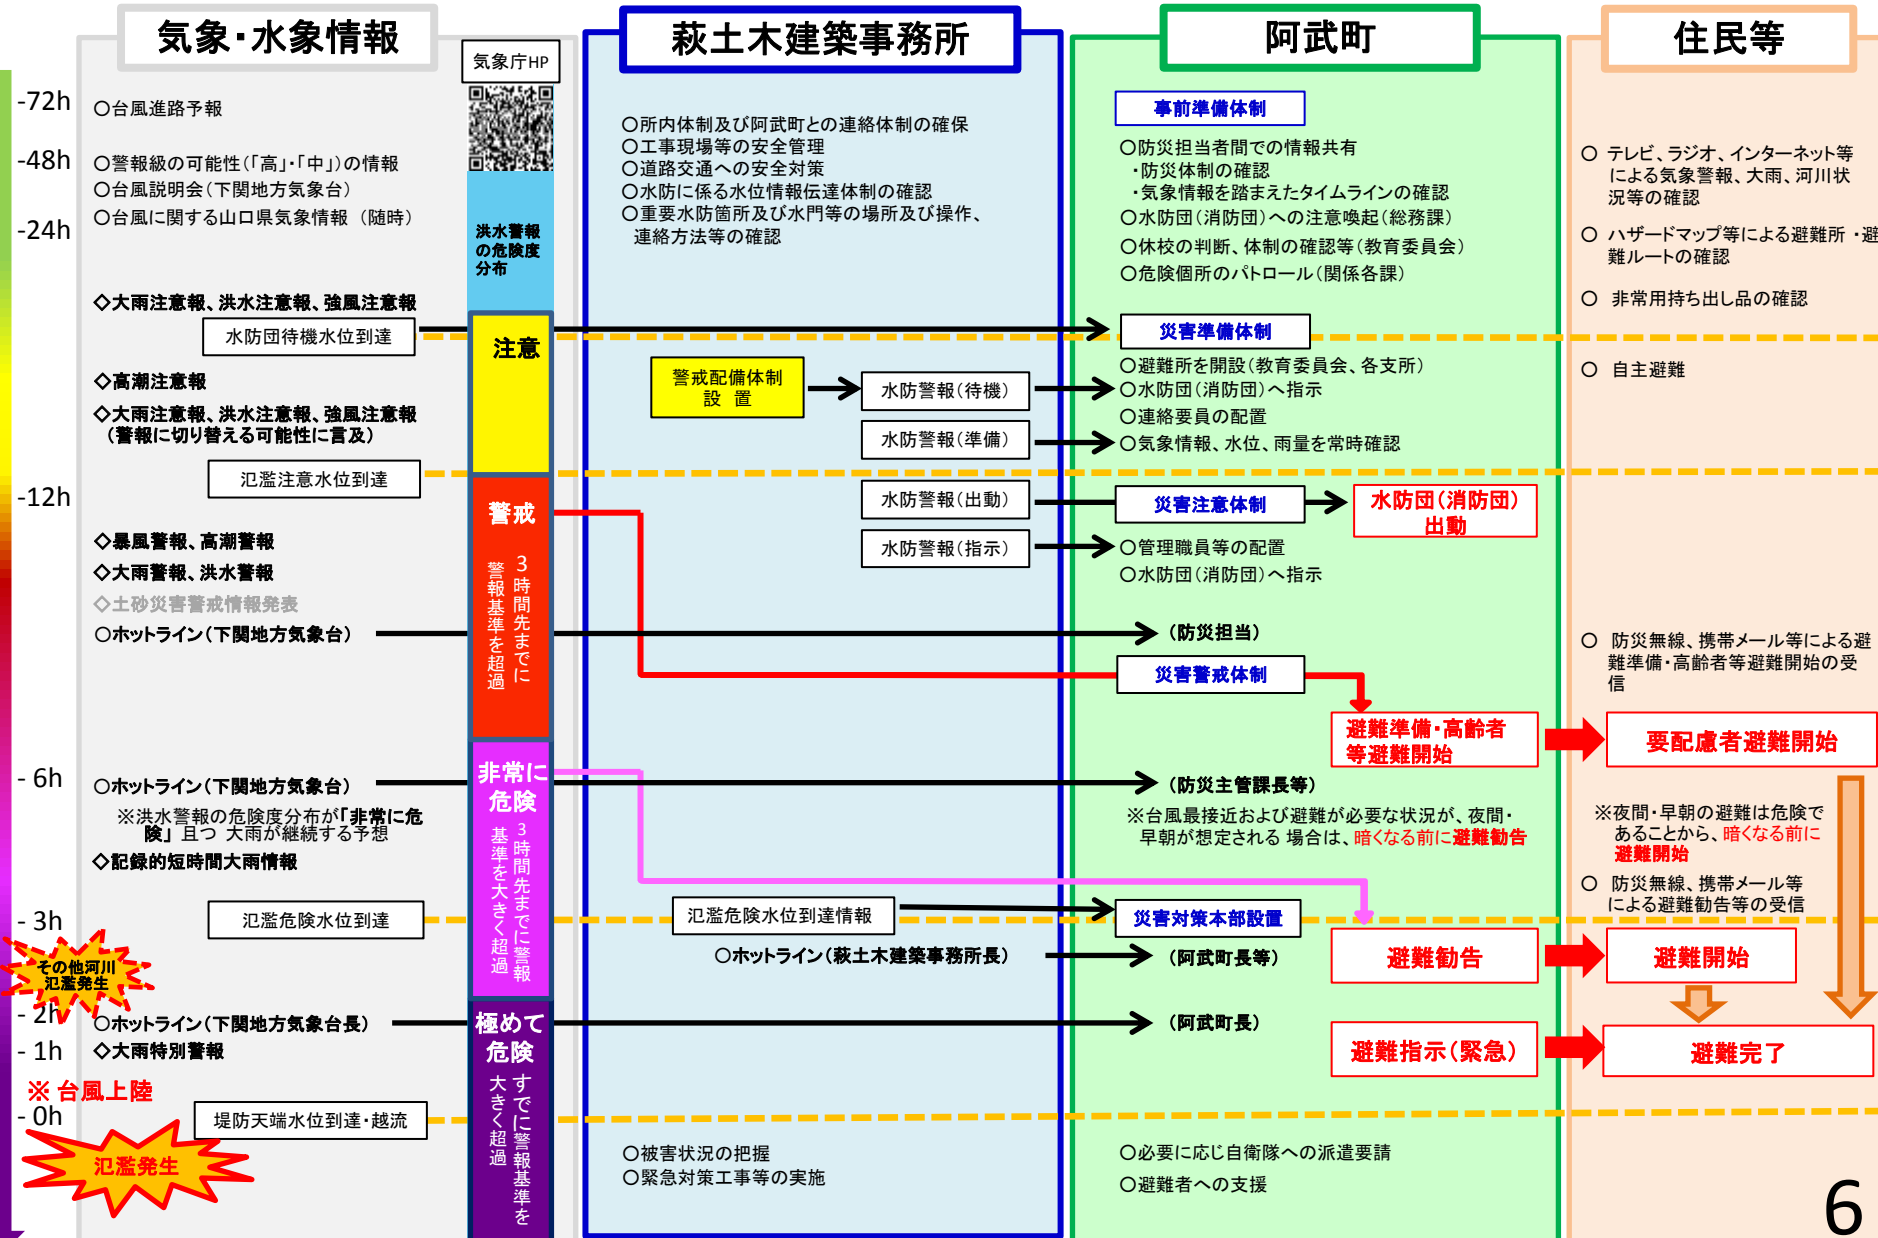 気象・水象情報
萩土木建築事務所
阿武町
住民等
気象庁HP
-72h
-48h
-24h
-12h
- 6h
- 3h
- 2h
- 1h
- 0h
○台風進路予報
○警報級の可能性(「高」・「中」)の情報
○台風説明会(下関地方気象台)
○台風に関する山口県気象情報 (随時)
◇大雨注意報、洪水注意報、強風注意報
水防団待機水位到達
◇高潮注意報
◇大雨注意報、洪水注意報、強風注意報
(警報に切り替える可能性に言及)
氾濫注意水位到達
◇暴風警報、高潮警報
◇大雨警報、洪水警報
◇土砂災害警戒情報発表
○ホットライン(下関地方気象台)
○ホットライン(下関地方気象台)
※洪水警報の危険度分布が「非常に危
険」 且つ 大雨が継続する予想
◇記録的短時間大雨情報
氾濫危険水位到達
その他河川
氾濫発生
○ホットライン(下関地方気象台長)
◇大雨特別警報
※ 台風上陸
堤防天端水位到達・越流
氾濫発生
洪水警報
の危険度
分布
注意
警戒
3時間先までに
警報基準を超過
非常に
危険
3時間先までに警報
基準を大きく超過
極めて
危険
すでに警報基準を
大きく超過
○所内体制及び阿武町との連絡体制の確保
○工事現場等の安全管理
○道路交通への安全対策
○水防に係る水位情報伝達体制の確認
○重要水防箇所及び水門等の場所及び操作、
連絡方法等の確認
警戒配備体制
設 置
水防警報(待機)
水防警報(準備)
水防警報(出動)
水防警報(指示)
氾濫危険水位到達情報
○ホットライン(萩土木建築事務所長)
○被害状況の把握
○緊急対策工事等の実施
事前準備体制
○防災担当者間での情報共有
・防災体制の確認
・気象情報を踏まえたタイムラインの確認
○水防団(消防団)への注意喚起(総務課)
○休校の判断、体制の確認等(教育委員会)
○危険個所のパトロール(関係各課)
災害準備体制
○避難所を開設(教育委員会、各支所)
○水防団(消防団)へ指示
○連絡要員の配置
○気象情報、水位、雨量を常時確認
災害注意体制
水防団(消防団)
出動
○管理職員等の配置
○水防団(消防団)へ指示
(防災担当)
災害警戒体制
避難準備・高齢者
等避難開始
(防災主管課長等)
※台風最接近および避難が必要な状況が、夜間・
早朝が想定される 場合は、暗くなる前に避難勧告
災害対策本部設置
(阿武町長等)
避難勧告
(阿武町長)
避難指示(緊急)
○必要に応じ自衛隊への派遣要請
○避難者への支援
○ テレビ、ラジオ、インターネット等
による気象警報、大雨、河川状
況等の確認
○ ハザードマップ等による避難所 ・避
難ルートの確認
○ 非常用持ち出し品の確認
○ 自主避難
○ 防災無線、携帯メール等による避
難準備・高齢者等避難開始の受
信
要配慮者避難開始
※夜間・早朝の避難は危険で
あることから、暗くなる前に
避難開始
○ 防災無線、携帯メール等
による避難勧告等の受信
避難開始
避難完了
6